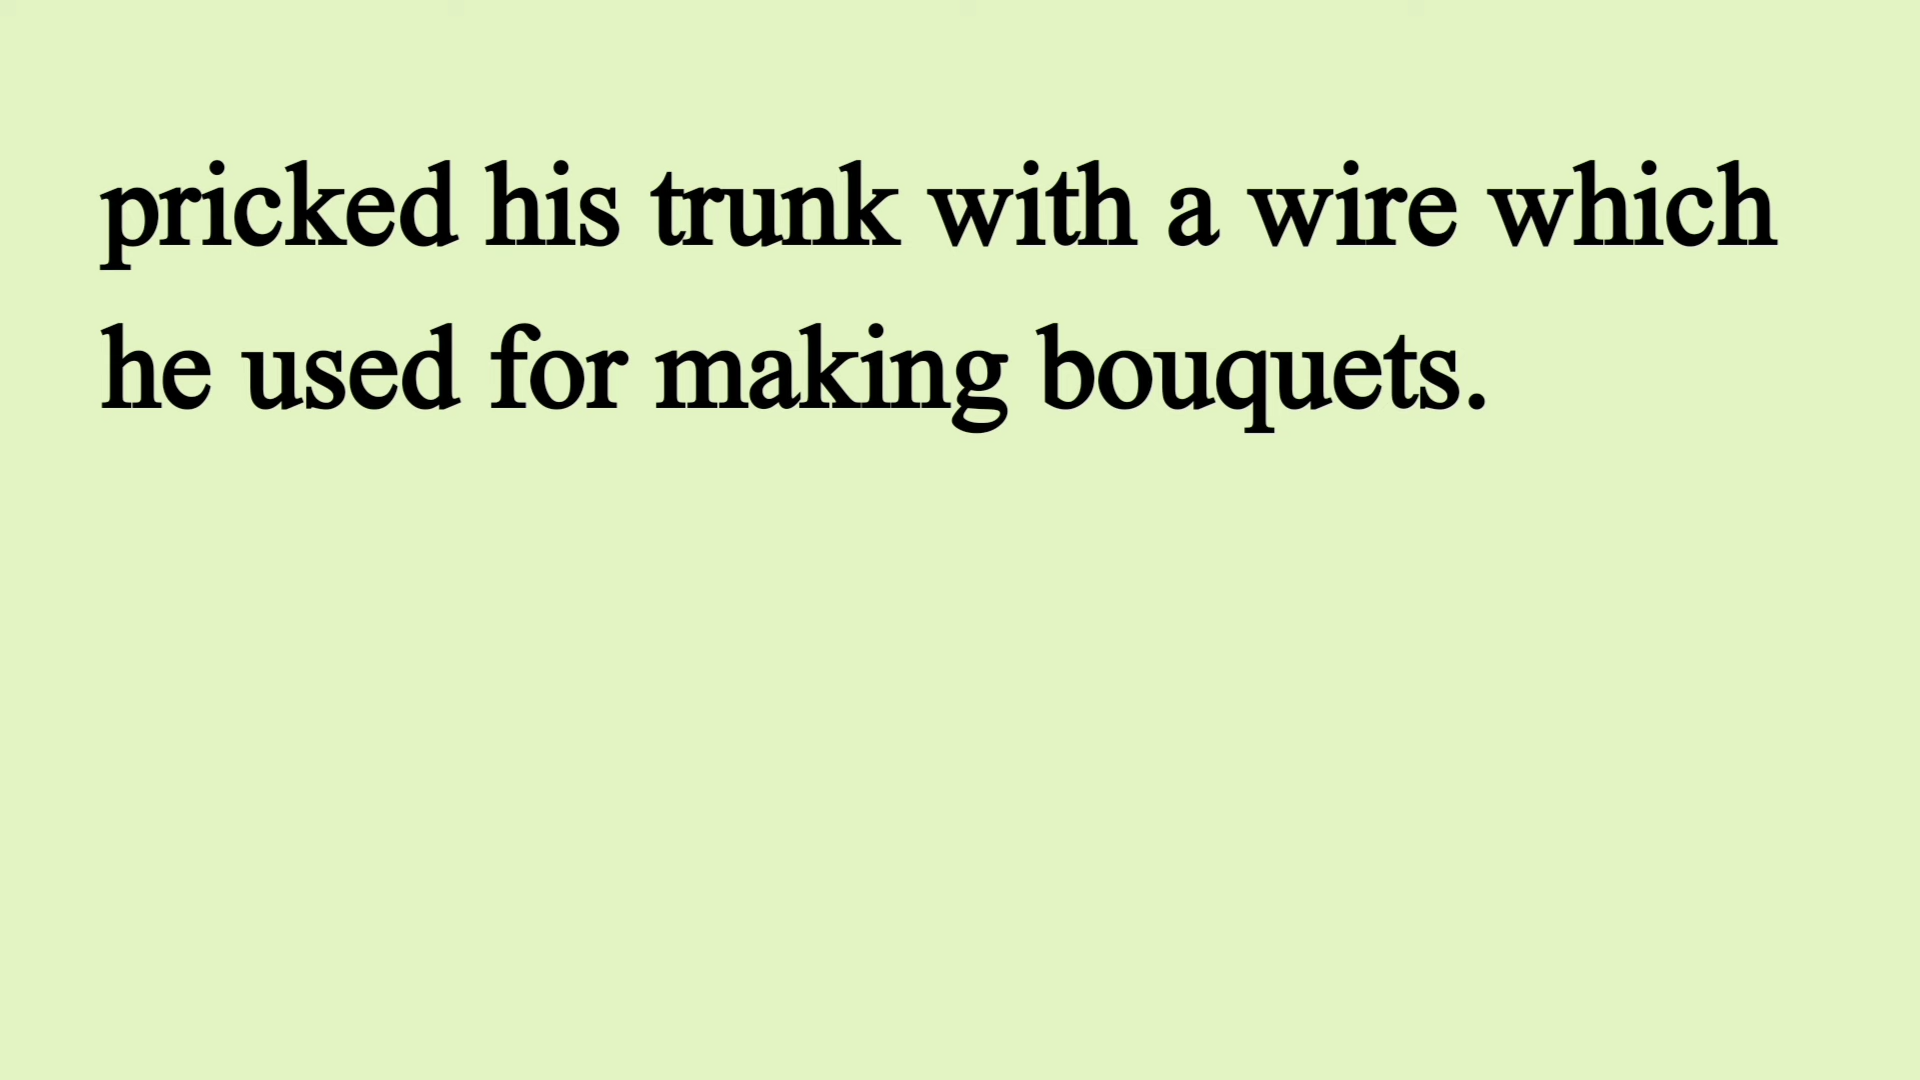 pricked his trunk with a wire which
he used for making bouquets.